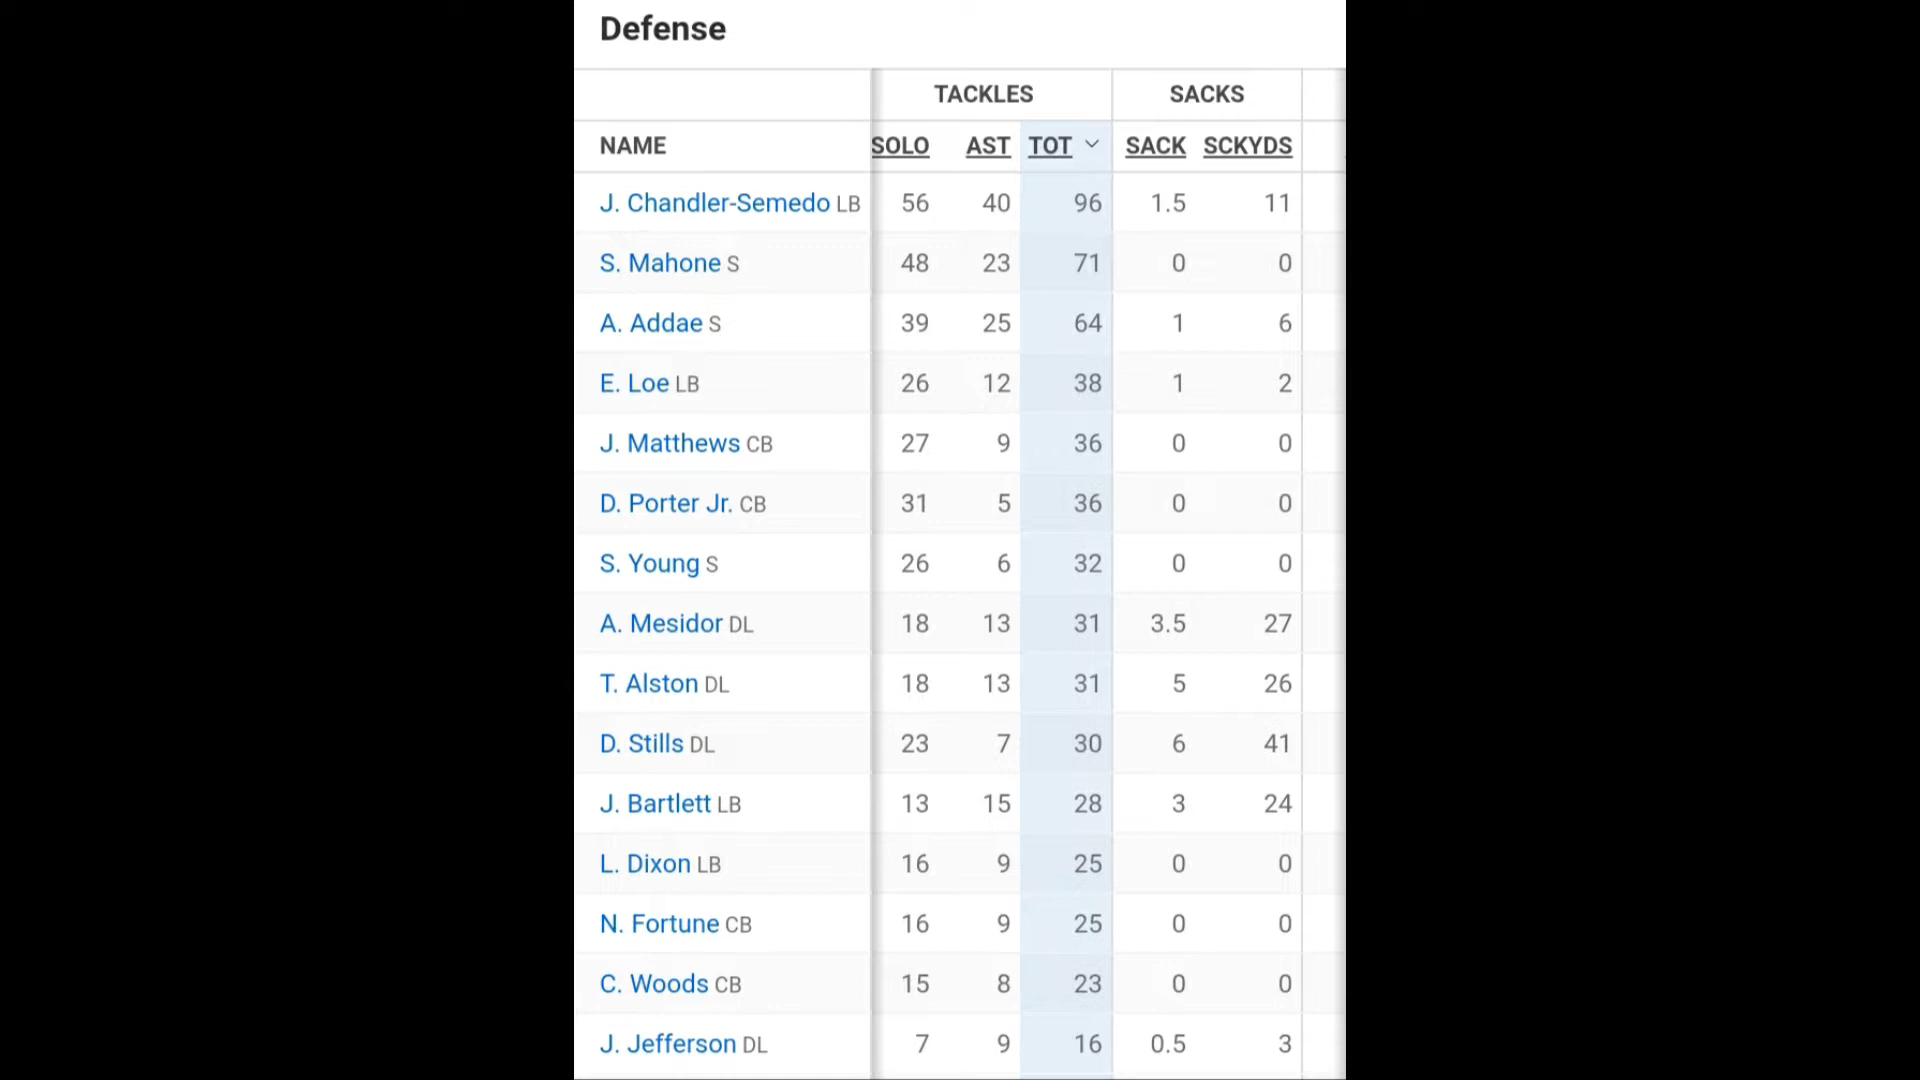 Defense
TACKLES SACKS
NAME SOLO AST TOT SACK SCKYDS
J. Chandler-Semedo LB 56 40 96 1.5 11
S. Mahone S 48 23 71 0 0
A. Addae S 39 25 64 1 6
E. Loe LB 26 12 38 1 2
J. Matthews CB 27 9 36 0 0
D. Porter Jr. CB 31 5 36 0 0
S. Young S 26 6 32 0 0
A. Mesidor DL 18 13 31 3.5 27
T. Alston DL 18 13 31 5 26
D. Stills DL 23 7 30 6 41
J. Bartlett LB 13 15 28 3 24
L. Dixon LB 16 9 25 0 0
N. Fortune CB 16 9 25 0 0
C. Woods CB 15 8 23 0 0
J. Jefferson DL 7 9 16 0.5 3